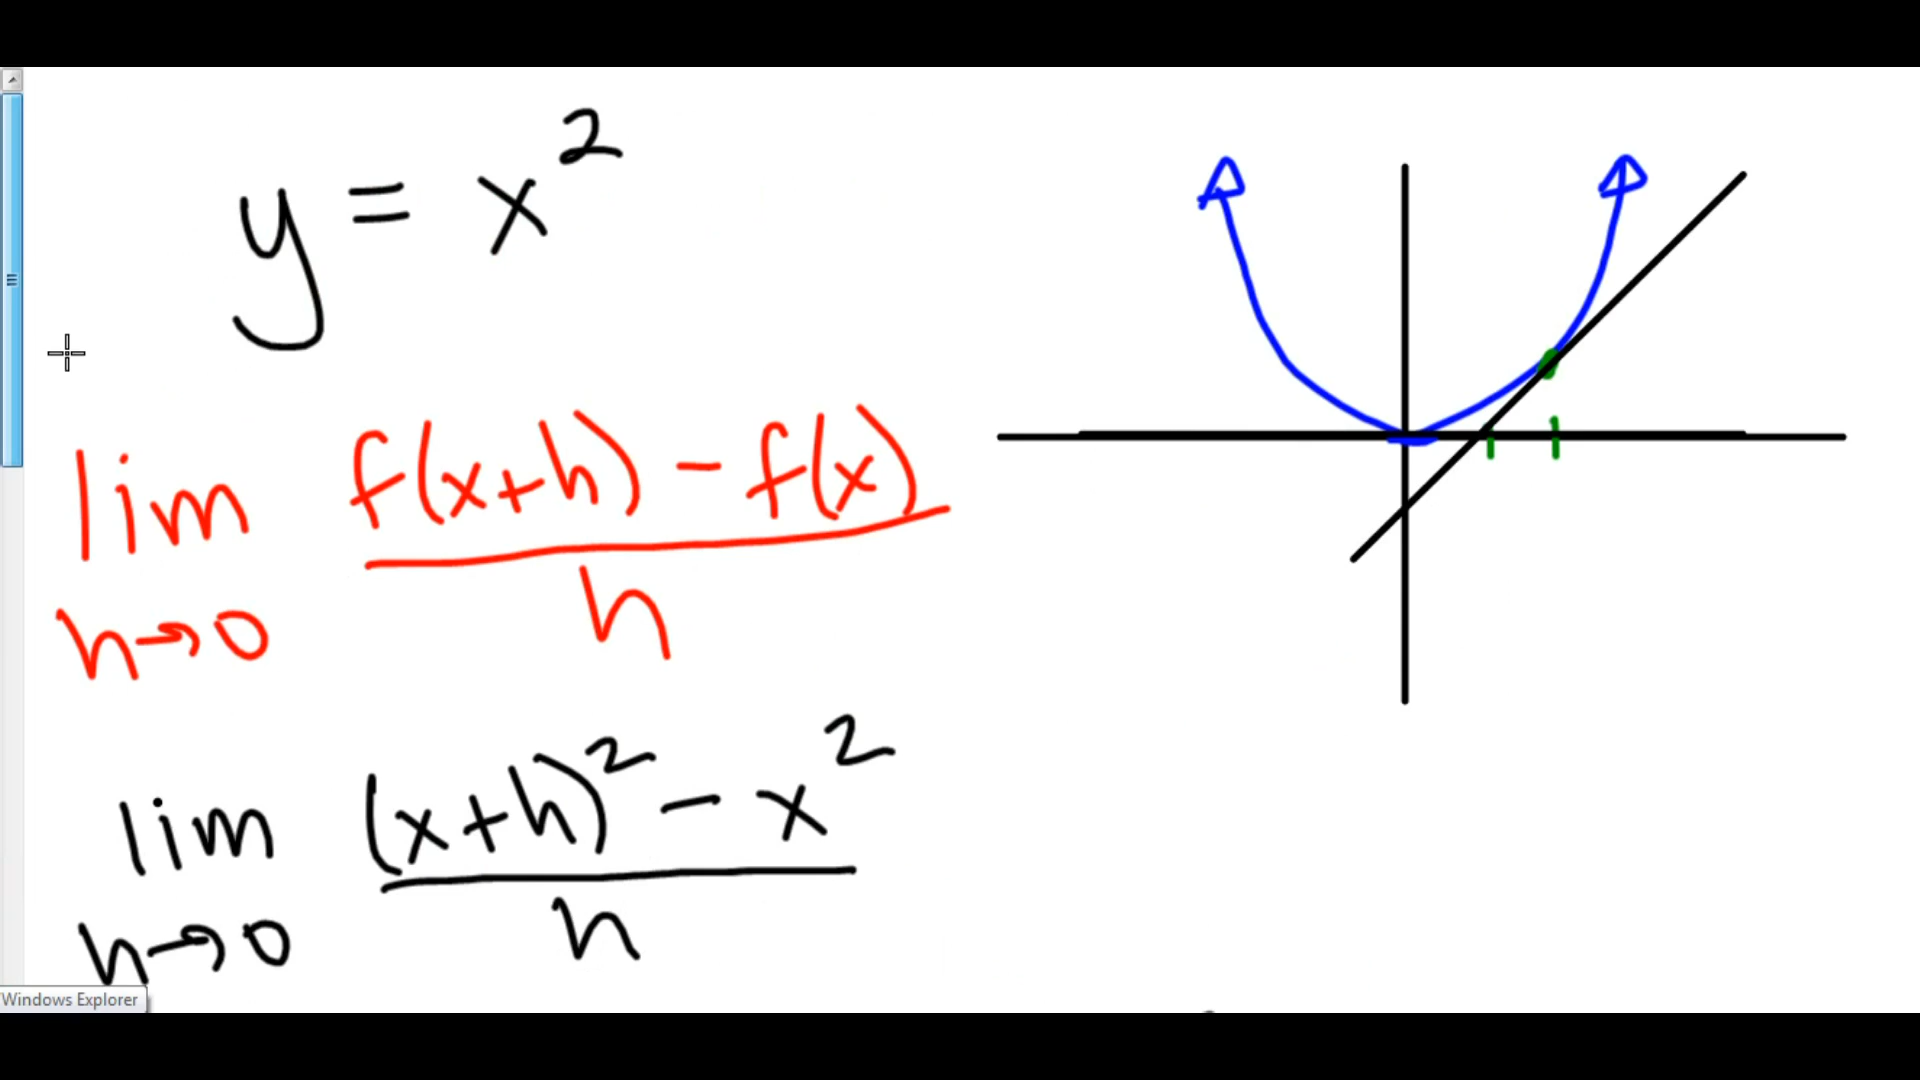 y = x²
lim f(x+h) - f(x)
h→0 h
lim (x+h)² - x²
h→0 h
Windows Explorer